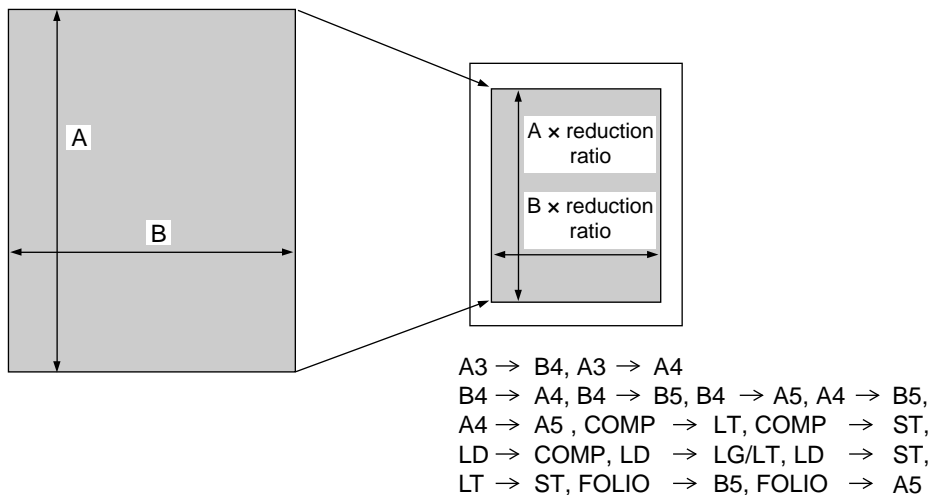 A
B
A × reduction
ratio
B × reduction
ratio
A3 → B4, A3 → A4
B4 → A4, B4 → B5, B4 → A5, A4 → B5,
A4 → A5 , COMP → LT, COMP → ST,
LD → COMP, LD → LG/LT, LD → ST,
LT → ST, FOLIO → B5, FOLIO → A5